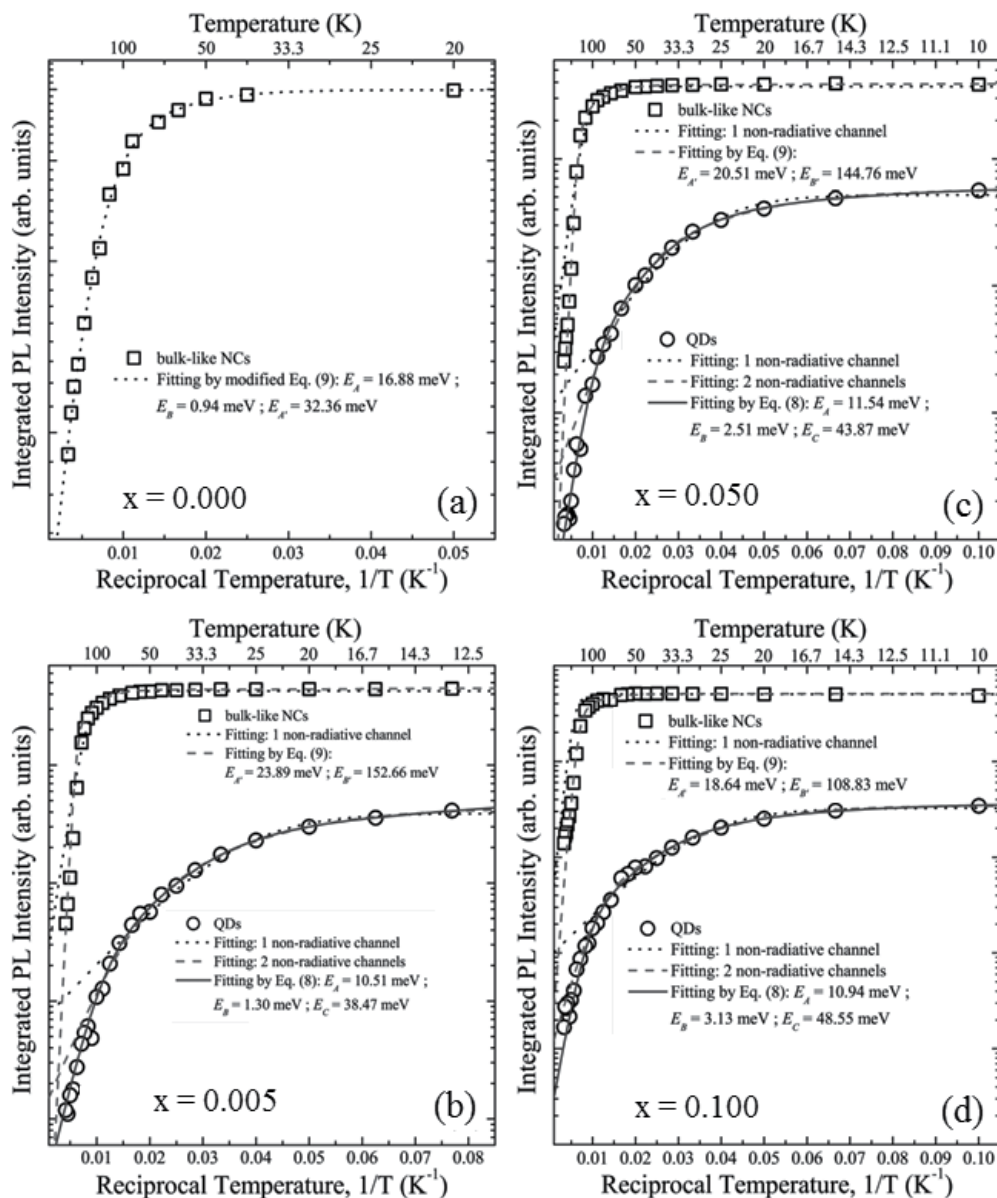 Temperature (K)
100 50 33.3 25 20
Integrated PL Intensity (arb. units)
bulk-like NCs
Fitting by modified Eq. (9): E_A = 16.88 meV ;
E_B = 0.94 meV ; E_A' = 32.36 meV
x = 0.000
(a)
0.01 0.02 0.03 0.04 0.05
Reciprocal Temperature, 1/T (K⁻¹)
Temperature (K)
100 50 33.3 25 20 16.7 14.3 12.5 11.1 10
Integrated PL Intensity (arb. units)
bulk-like NCs
Fitting: 1 non-radiative channel
Fitting by Eq. (9):
E_A' = 20.51 meV ; E_B' = 144.76 meV
QDs
Fitting: 1 non-radiative channel
Fitting: 2 non-radiative channels
Fitting by Eq. (8): E_A = 11.54 meV ;
E_B = 2.51 meV ; E_C = 43.87 meV
x = 0.050
(c)
0.01 0.02 0.03 0.04 0.05 0.06 0.07 0.08 0.09 0.10
Reciprocal Temperature, 1/T (K⁻¹)
Temperature (K)
100 50 33.3 25 20 16.7 14.3 12.5
Integrated PL Intensity (arb. units)
bulk-like NCs
Fitting: 1 non-radiative channel
Fitting by Eq. (9):
E_A' = 23.89 meV ; E_B' = 152.66 meV
QDs
Fitting: 1 non-radiative channel
Fitting: 2 non-radiative channels
Fitting by Eq. (8): E_A = 10.51 meV ;
E_B = 1.30 meV ; E_C = 38.47 meV
x = 0.005
(b)
0.01 0.02 0.03 0.04 0.05 0.06 0.07 0.08
Reciprocal Temperature, 1/T (K⁻¹)
Temperature (K)
100 50 33.3 25 20 16.7 14.3 12.5 11.1 10
Integrated PL Intensity (arb. units)
bulk-like NCs
Fitting: 1 non-radiative channel
Fitting by Eq. (9):
E_A' = 18.64 meV ; E_B' = 108.83 meV
QDs
Fitting: 1 non-radiative channel
Fitting: 2 non-radiative channels
Fitting by Eq. (8): E_A = 10.94 meV ;
E_B = 3.13 meV ; E_C = 48.55 meV
x = 0.100
(d)
0.01 0.02 0.03 0.04 0.05 0.06 0.07 0.08 0.09 0.10
Reciprocal Temperature, 1/T (K⁻¹)